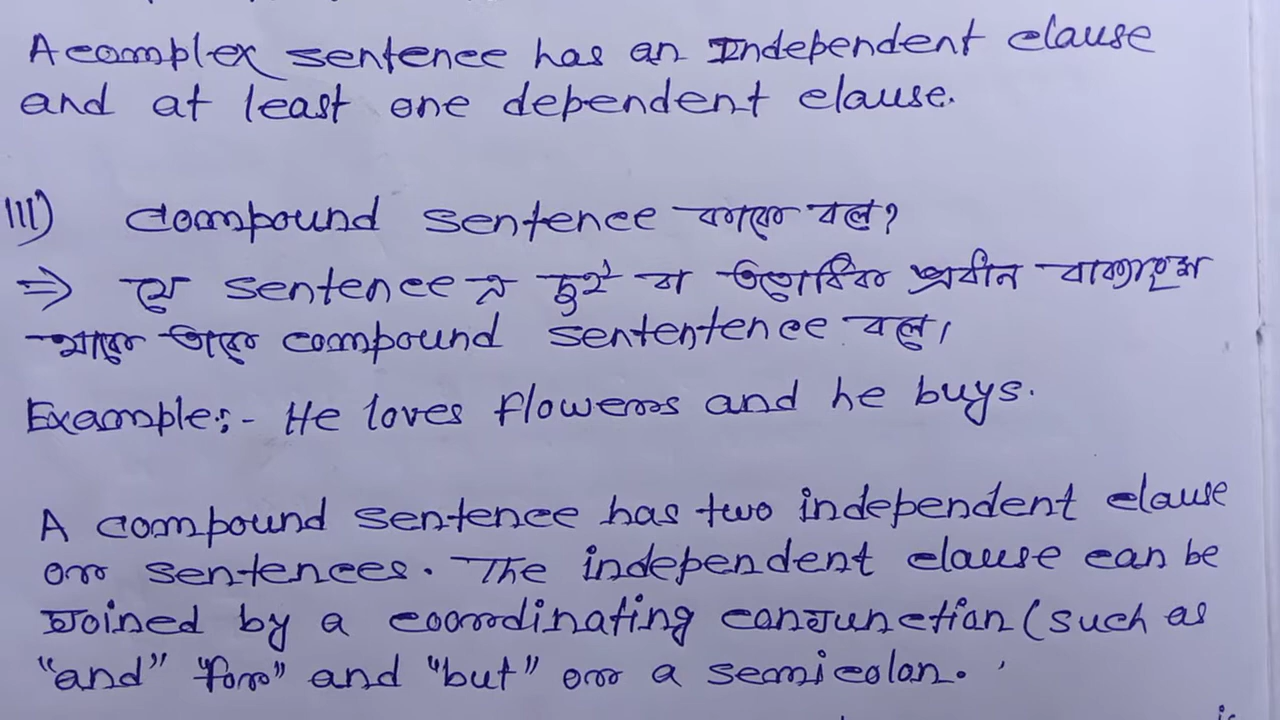 A complex sentence has an Independent clause
and at least one dependent clause.
III) Compound sentence কাকে বলে?
⇒ যে sentence এ দুই বা ততোধিক প্রধান বাক্যাংশ
থাকে তাকে compound sententence বলে।
Example:- He loves flowers and he buys.
A compound sentence has two independent clause
or sentences. The independent clause can be
Joined by a coordinating conjunction (such as
"and" "for" and "but" or a semicolon.